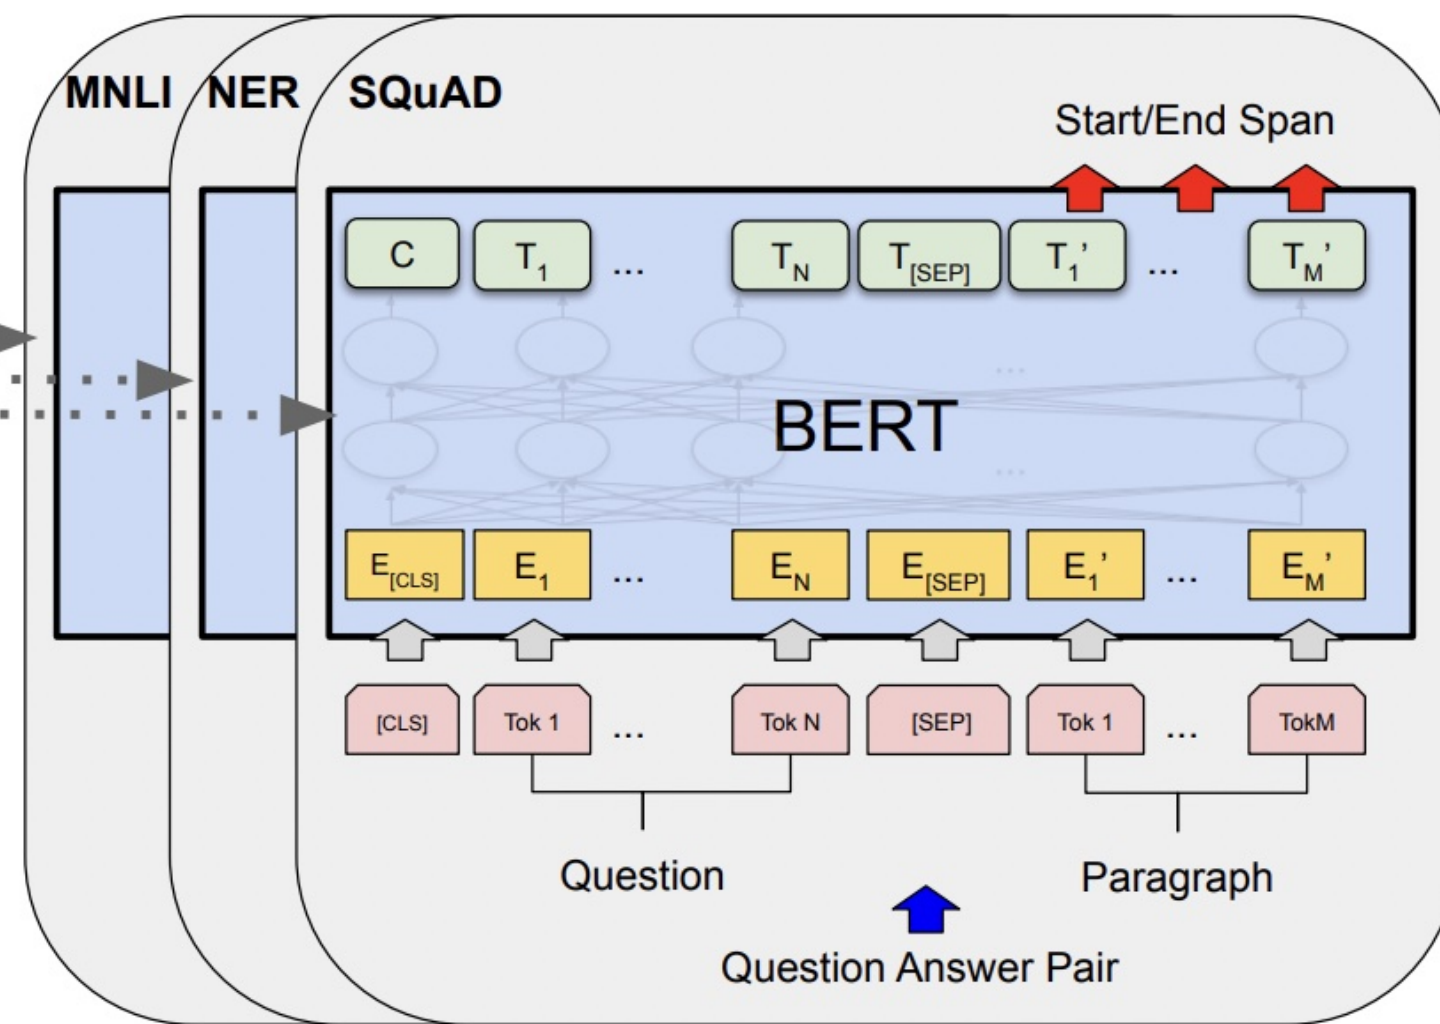 MNLI NER SQuAD
Start/End Span
C T1 ... TN T[SEP] T1’ ... TM’
...
BERT
...
E[CLS] E1 ... EN E[SEP] E1’ ... EM’
[CLS] Tok 1 ... Tok N [SEP] Tok 1 ... TokM
Question Paragraph
Question Answer Pair